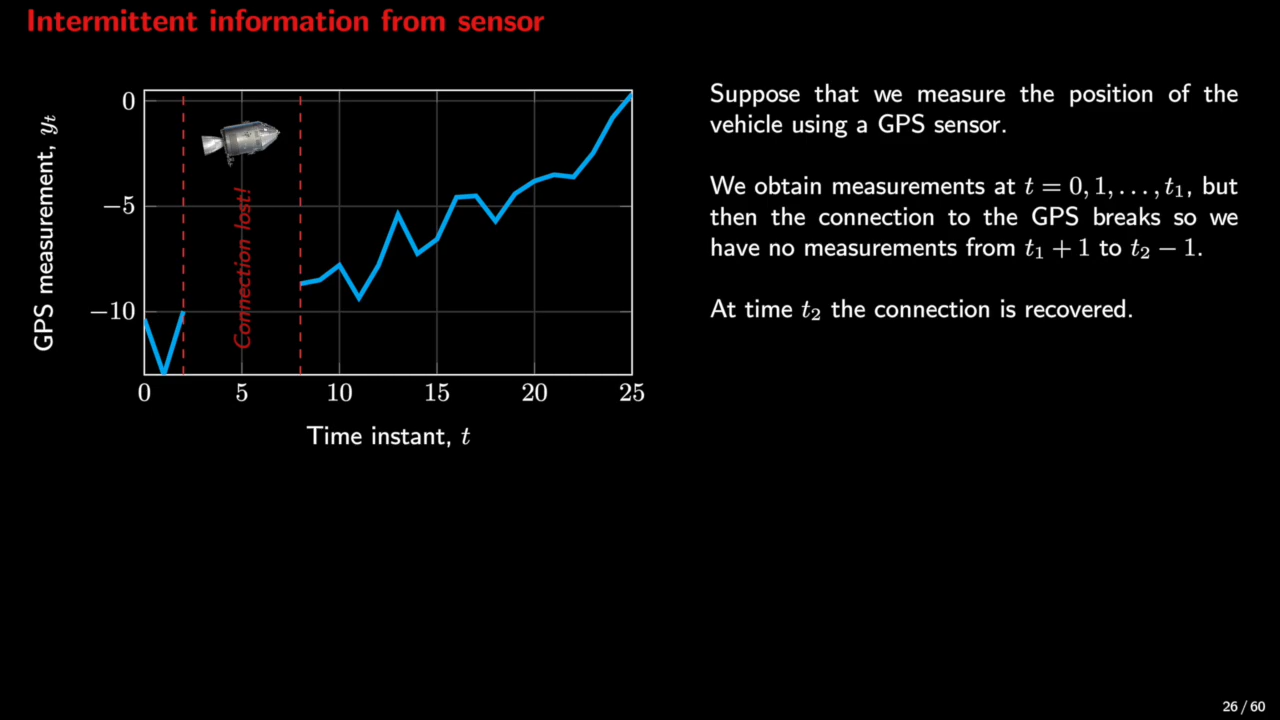 Intermittent information from sensor
GPS measurement, y_t
0
−5
−10
Connection lost!
0 5 10 15 20 25
Time instant, t
Suppose that we measure the position of the
vehicle using a GPS sensor.
We obtain measurements at t = 0, 1, . . . , t₁, but
then the connection to the GPS breaks so we
have no measurements from t₁ + 1 to t₂ − 1.
At time t₂ the connection is recovered.
26 / 60